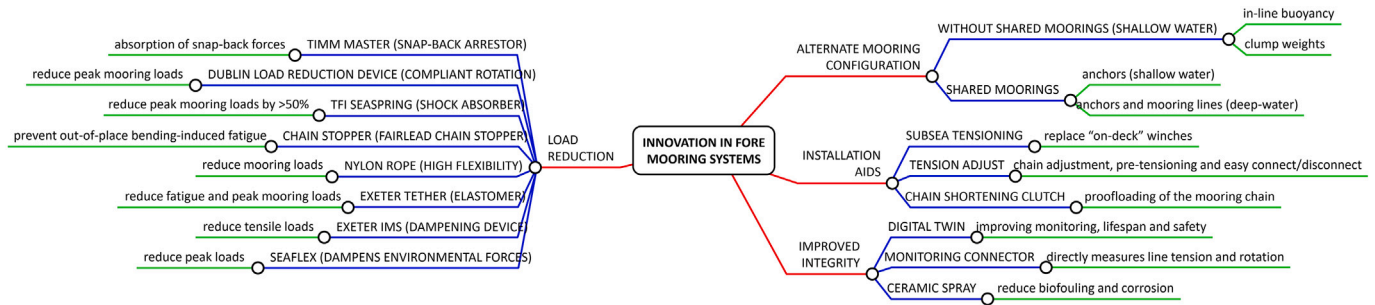 INNOVATION IN FORE
MOORING SYSTEMS
LOAD
REDUCTION
TIMM MASTER (SNAP-BACK ARRESTOR)
absorption of snap-back forces
DUBLIN LOAD REDUCTION DEVICE (COMPLIANT ROTATION)
reduce peak mooring loads
TFI SEASPRING (SHOCK ABSORBER)
reduce peak mooring loads by >50%
CHAIN STOPPER (FAIRLEAD CHAIN STOPPER)
prevent out-of-place bending-induced fatigue
NYLON ROPE (HIGH FLEXIBILITY)
reduce mooring loads
EXETER TETHER (ELASTOMER)
reduce fatigue and peak mooring loads
EXETER IMS (DAMPENING DEVICE)
reduce tensile loads
SEAFLEX (DAMPENS ENVIRONMENTAL FORCES)
reduce peak loads
ALTERNATE MOORING
CONFIGURATION
WITHOUT SHARED MOORINGS (SHALLOW WATER)
in-line buoyancy
clump weights
SHARED MOORINGS
anchors (shallow water)
anchors and mooring lines (deep-water)
INSTALLATION
AIDS
SUBSEA TENSIONING
replace “on-deck” winches
TENSION ADJUST
chain adjustment, pre-tensioning and easy connect/disconnect
CHAIN SHORTENING CLUTCH
proofloading of the mooring chain
IMPROVED
INTEGRITY
DIGITAL TWIN
improving monitoring, lifespan and safety
MONITORING CONNECTOR
directly measures line tension and rotation
CERAMIC SPRAY
reduce biofouling and corrosion